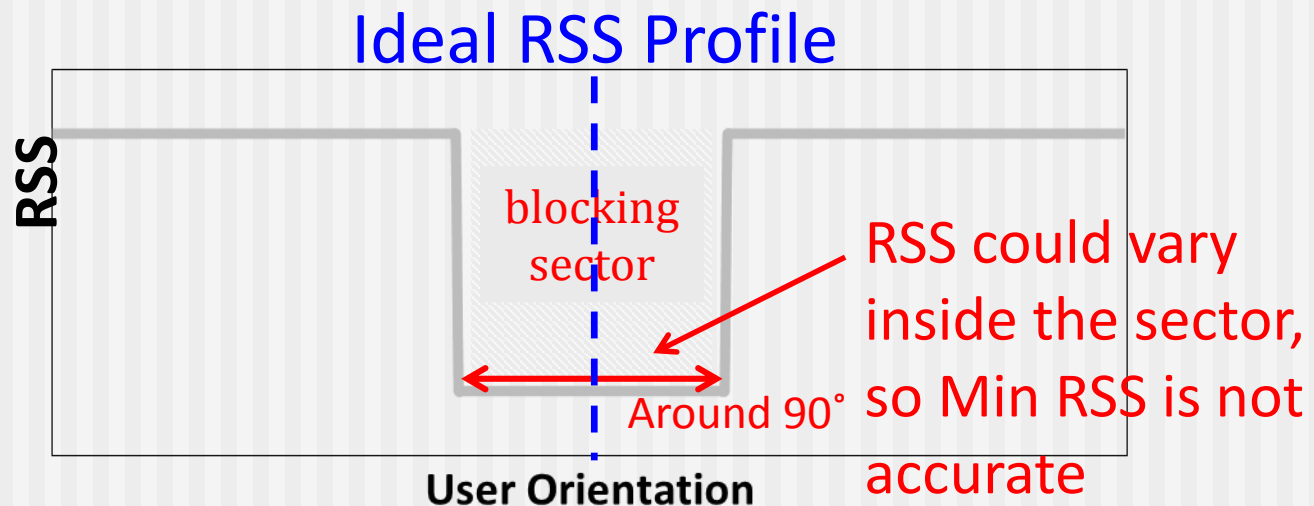 Ideal RSS Profile
RSS
blocking
sector
RSS could vary
inside the sector,
so Min RSS is not
accurate
Around 90˚
User Orientation